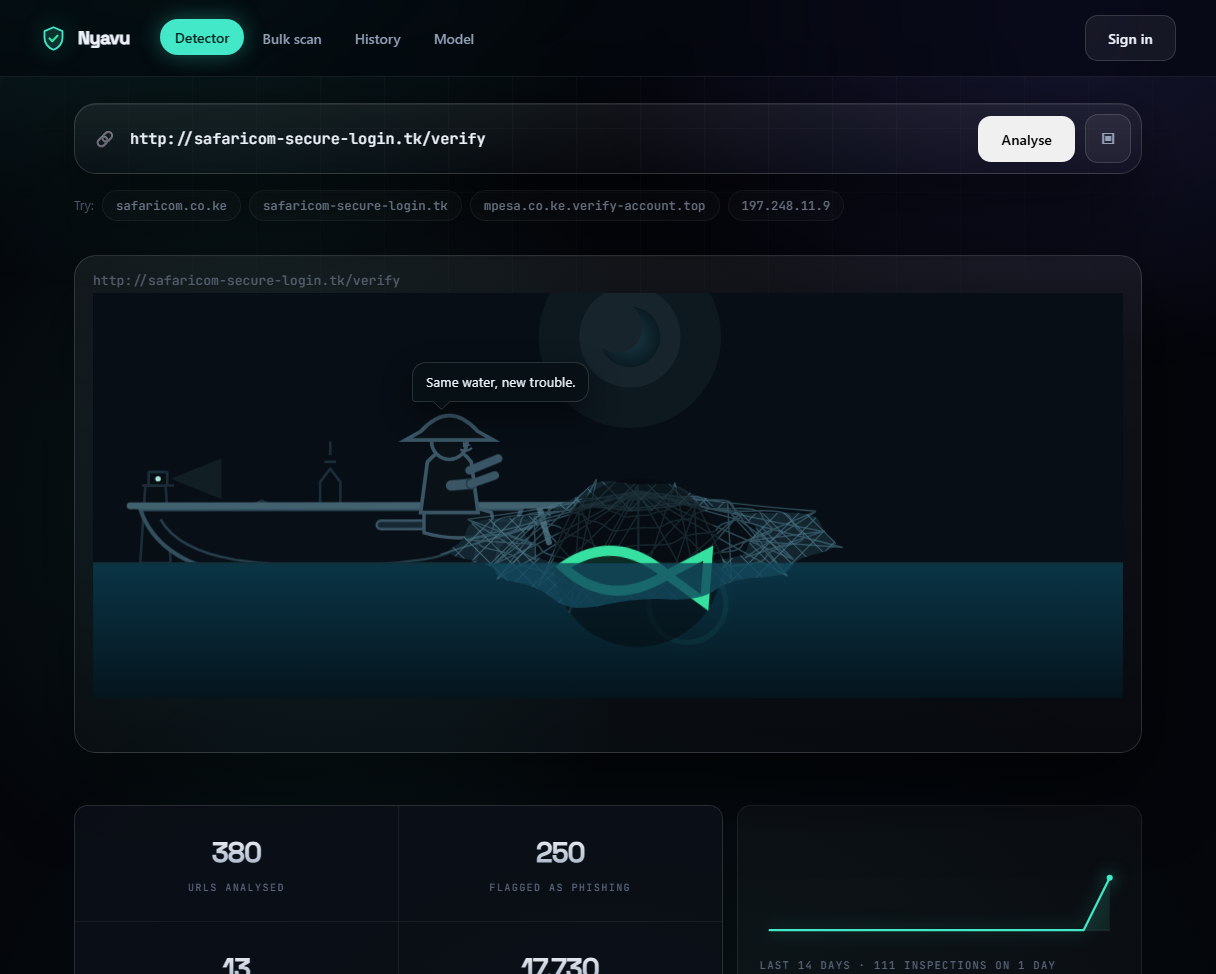 Nyavu
Detector
Bulk scan
History
Model
Sign in
http://safaricom-secure-login.tk/verify
Analyse
Try:
safaricom.co.ke
safaricom-secure-login.tk
mpesa.co.ke.verify-account.top
197.248.11.9
http://safaricom-secure-login.tk/verify
Same water, new trouble.
380
URLS ANALYSED
250
FLAGGED AS PHISHING
13
17,730
LAST 14 DAYS · 111 INSPECTIONS ON 1 DAY